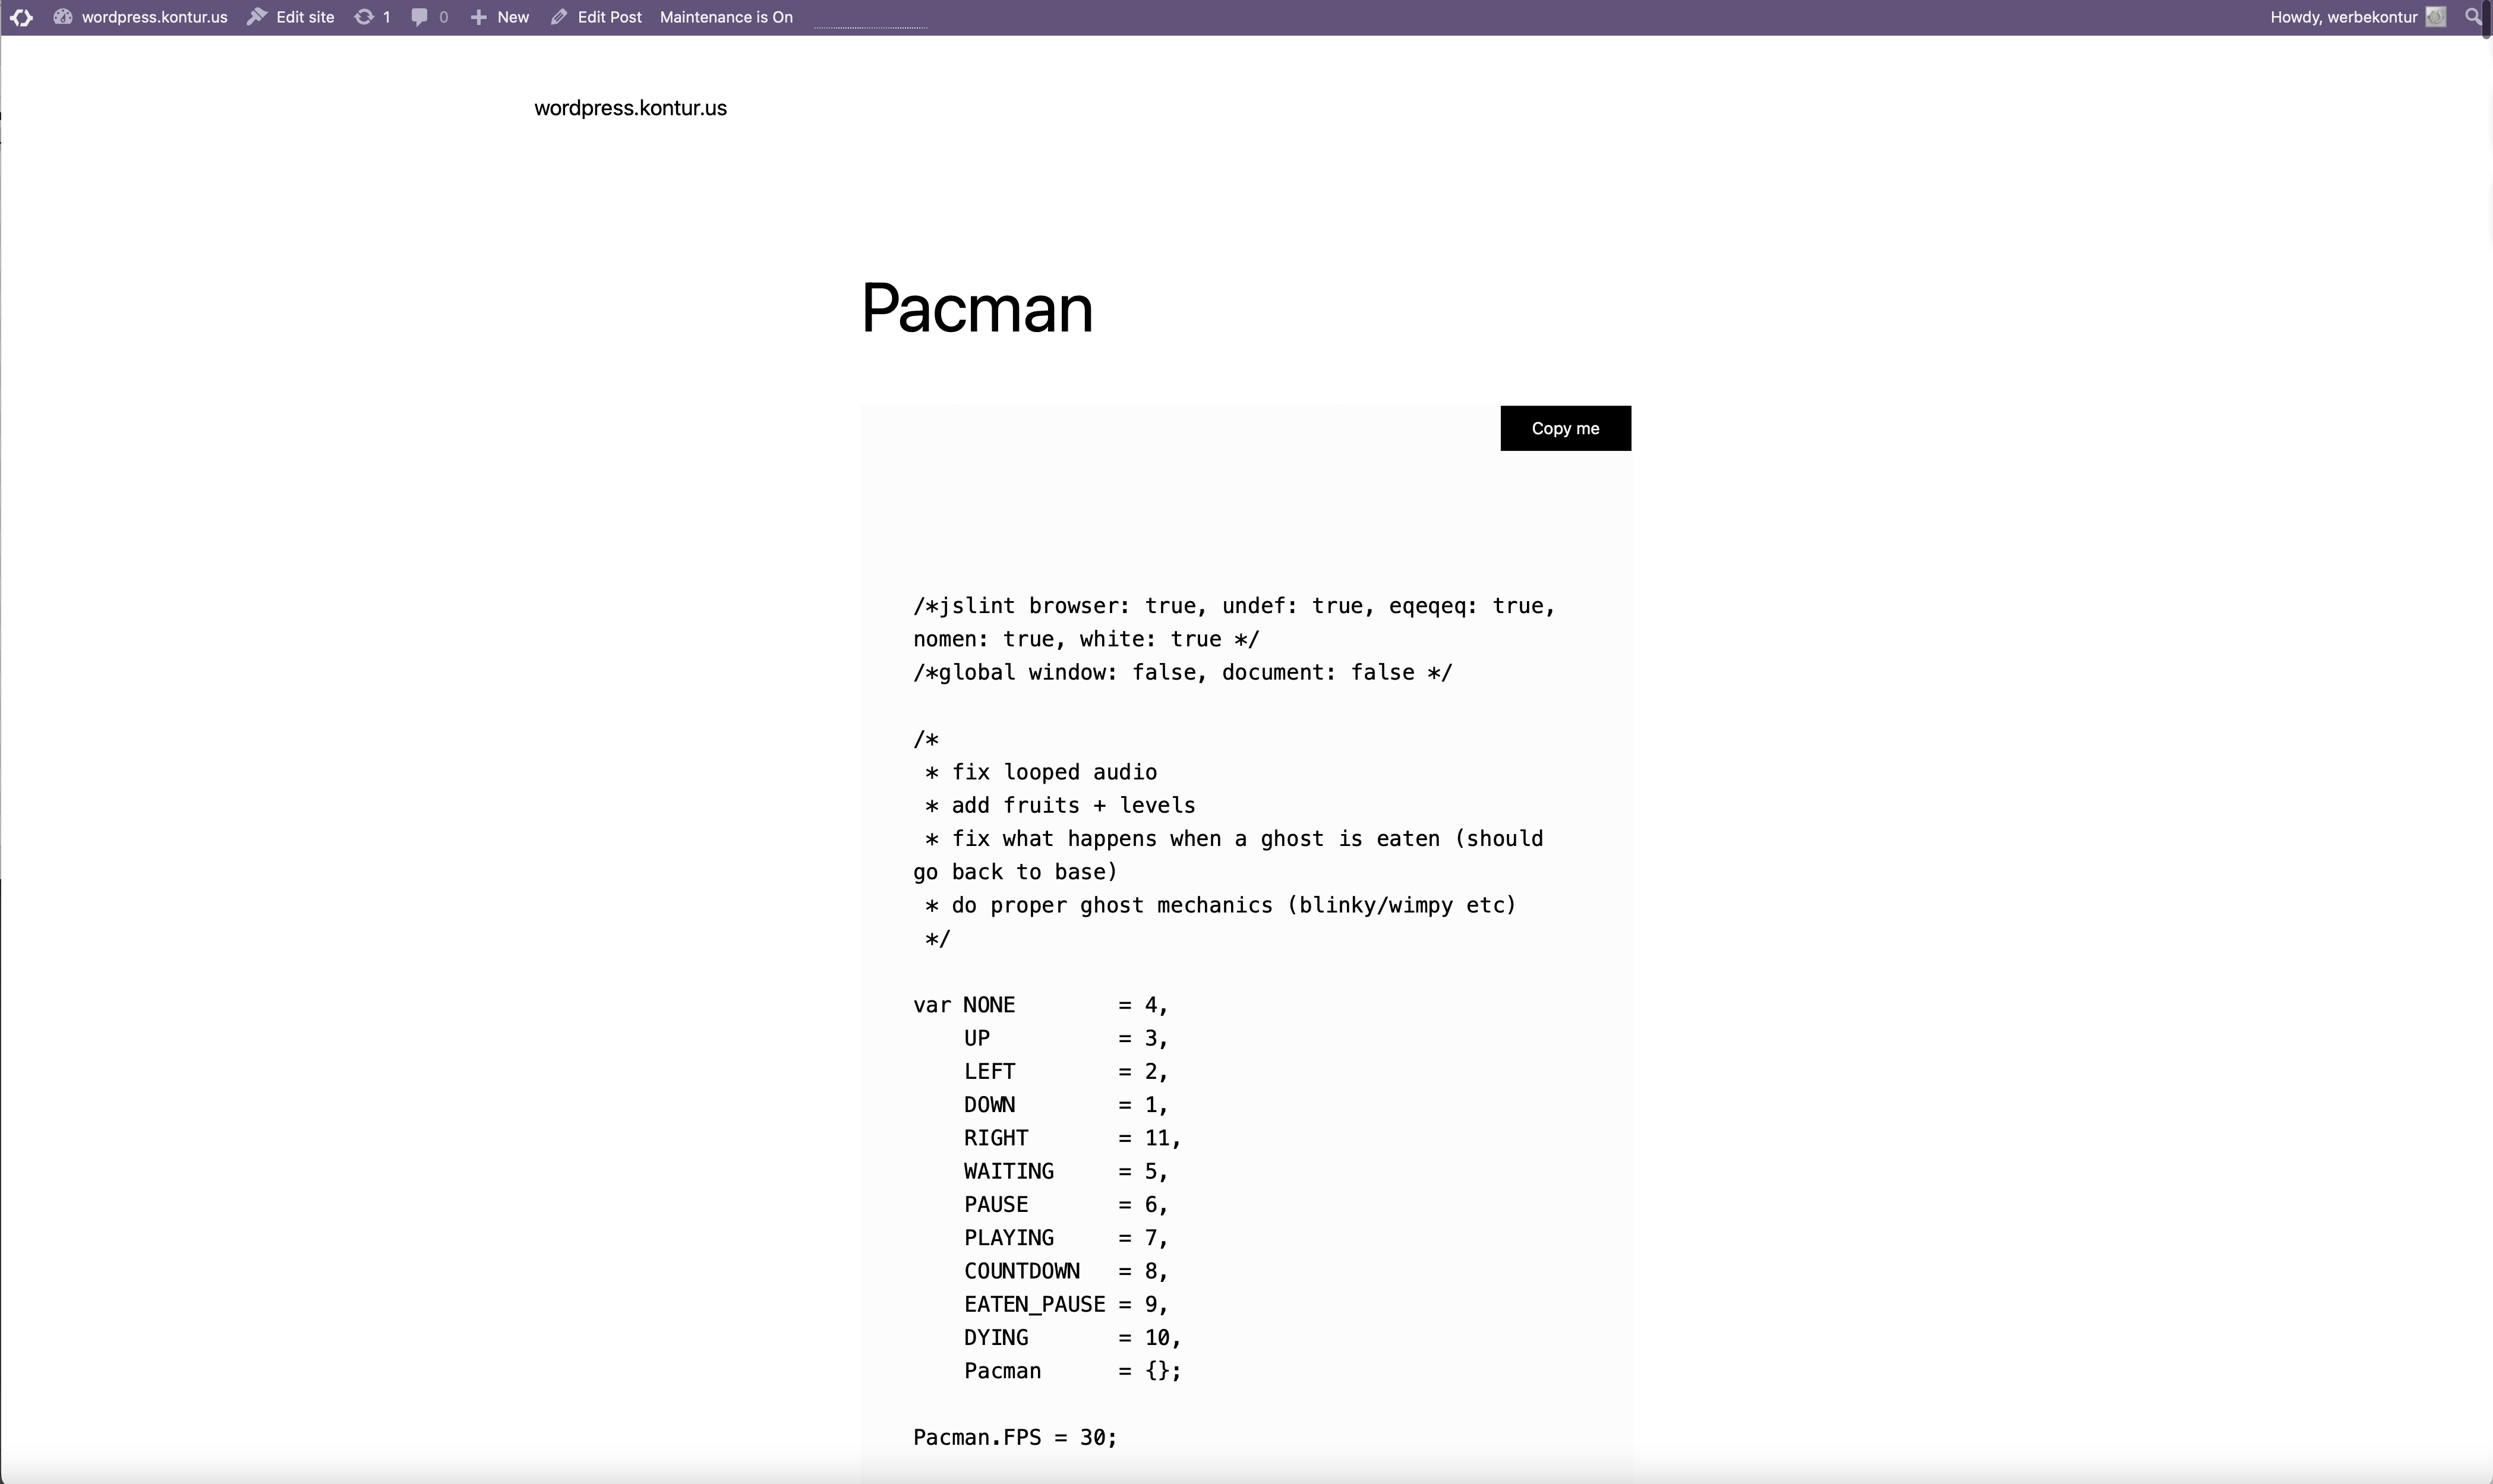 wordpress.kontur.us Edit site 1 0 New Edit Post Maintenance is On Howdy, werbekontur
wordpress.kontur.us
Pacman
Copy me
/*jslint browser: true, undef: true, eqeqeq: true,
nomen: true, white: true */
/*global window: false, document: false */
/*
 * fix looped audio
 * add fruits + levels
 * fix what happens when a ghost is eaten (should
go back to base)
 * do proper ghost mechanics (blinky/wimpy etc)
 */
var NONE        = 4,
    UP          = 3,
    LEFT        = 2,
    DOWN        = 1,
    RIGHT       = 11,
    WAITING     = 5,
    PAUSE       = 6,
    PLAYING     = 7,
    COUNTDOWN   = 8,
    EATEN_PAUSE = 9,
    DYING       = 10,
    Pacman      = {};
Pacman.FPS = 30;